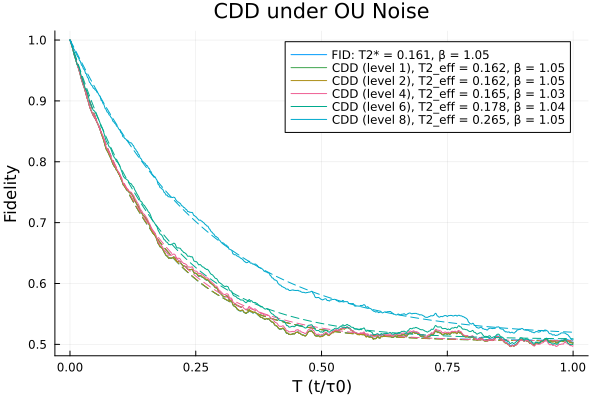 CDD under OU Noise
FID: T2* = 0.161, β = 1.05
CDD (level 1), T2_eff = 0.162, β = 1.05
CDD (level 2), T2_eff = 0.162, β = 1.05
CDD (level 4), T2_eff = 0.165, β = 1.03
CDD (level 6), T2_eff = 0.178, β = 1.04
CDD (level 8), T2_eff = 0.265, β = 1.05
Fidelity
1.0
0.9
0.8
0.7
0.6
0.5
0.00 0.25 0.50 0.75 1.00
T (t/τ0)